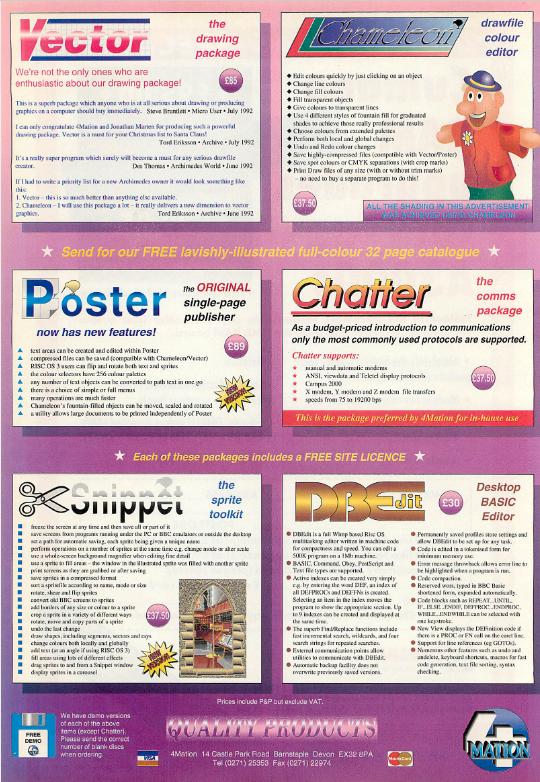 Vector
the
drawing
package
We're not the only ones who are
enthusiastic about our drawing package!
£85
This is a superb package which anyone who is at all serious about drawing or producing
graphics on a computer should buy immediately. Steve Bruntlett • Micro User • July 1992
I can only congratulate 4Mation and Jonathan Marten for producing such a powerful
drawing package. Vector is a must for your Christmas list to Santa Claus!
Tord Eriksson • Archive • July 1992
It's a really super program which surely will become a must for any serious drawfile
creator. Des Thomas • Archimedes World • June 1992
If I had to write a priority list for a new Archimedes owner it would look something like
this:
1. Vector – this is so much better than anything else available.
2. Chameleon – I will use this package a lot – it really delivers a new dimension to vector
graphics. Tord Eriksson • Archive • June 1992
Chameleon
drawfile
colour
editor
Edit colours quickly by just clicking on an object
Change line colours
Change fill colours
Fill transparent objects
Give colours to transparent lines
Use 4 different styles of fountain fill for graduated
shades to achieve those really professional results
Choose colours from extended palettes
Perform both local and global changes
Undo and Redo colour changes
Save highly-compressed files (compatible with Vector/Poster)
Save spot colours or CMYK separations (with crop marks)
Print Draw files of any size (with or without trim marks)
– no need to buy a separate program to do this!
£37.50
ALL THE SHADING IN THIS ADVERTISEMENT
★ Send for our FREE lavishly-illustrated full-colour 32 page catalogue ★
Poster
the ORIGINAL
single-page
publisher
now has new features!
£89
text areas can be created and edited within Poster
compressed files can be saved (compatible with Chameleon/Vector)
RISC OS 3 users can flip and rotate both text and sprites
the colour selectors have 256 colour palettes
any number of text objects can be converted to path text in one go
there is a choice of simple or full menus
many operations are much faster
Chameleon's fountain-filled objects can be moved, scaled and rotated
a utility allows large documents to be printed independently of Poster
Chatter
the
comms
package
As a budget-priced introduction to communications
only the most commonly used protocols are supported.
Chatter supports:
★ manual and automatic modems
★ ANSI, viewdata and Teletel display protocols
★ Campus 2000
★ X modem, Y modem and Z modem file transfers
★ speeds from 75 to 19200 bps
£37.50
This is the package preferred by 4Mation for in-house use
★ Each of these packages includes a FREE SITE LICENCE ★
Snippet
the
sprite
toolkit
freeze the screen at any time and then save all or part of it
save screens from programs running under the PC or BBC emulators or outside the desktop
set a path for automatic saving, each sprite being given a unique name
perform operations on a number of sprites at the same time e.g. change mode or alter scale
use a whole-screen background magnifier when editing fine detail
use a sprite to fill areas - the window in the illustrated sprite was filled with another sprite
print screens as they are grabbed or after saving
save sprites in a compressed format
sort a spritefile according to name, mode or size
rotate, shear and flip sprites
convert old BBC screens to sprites
add borders of any size or colour to a sprite
crop a sprite in a variety of different ways
rotate, move and copy parts of a sprite
undo the last change
draw shapes, including segments, sectors and arcs
change colours both locally and globally
add text (at an angle if using RISC OS 3)
fill areas using lots of different effects
drag sprites to and from a Snippet window
display sprites in a carousel
£37.50
DBEdit
£30
Desktop
BASIC
Editor
DBEdit is a full Wimp based Risc OS
multitasking editor written in machine code
for compactness and speed. You can edit a
500K program on a 1Mb machine.
BASIC, Command, Obey, PostScript and
Text file types are supported.
Active indexes can be created very simply
e.g. by entering the word DEF, an index of
all DEFPROCs and DEFFNs is created.
Selecting an item in the index moves the
program to show the appropriate section. Up
to 9 indexes can be created and displayed at
the same time.
The superb Find/Replace functions include
fast incremental search, wildcards, and four
search strings for repeated searches.
External communication points allow
utilities to communicate with DBEdit.
Automatic backup facility does not
overwrite previously saved versions.
Permanently saved profiles store settings and
allow DBEdit to be set up for any task.
Code is edited in a tokenised form for
minimum memory use.
Error message throwback allows error line to
be highlighted when a program is run.
Code compaction.
Reserved words, typed in BBC Basic
shortened form, expanded automatically.
Code blocks such as REPEAT...UNTIL,
IF...ELSE...ENDIF, DEFPROC...ENDPROC,
WHILE...ENDWHILE can be selected with
one keystroke.
New View displays the DEFinition code if
there is a PROC or FN call on the caret line.
Support for line references (eg GOTOs).
Numerous other features such as undo and
undelete, keyboard shortcuts, macros for fast
code generation, text file sorting, syntax
checking.
Prices include P&P but exclude VAT.
FREE
DEMO
We have demo versions
of each of the above
items (except Chatter).
Please send the correct
number of blank discs
when ordering.
QUALITY PRODUCTS
VISA
4Mation 14 Castle Park Road Barnstaple Devon EX32 8PA
Tel (0271) 25353 Fax (0271) 22974
MasterCard
4
MATION